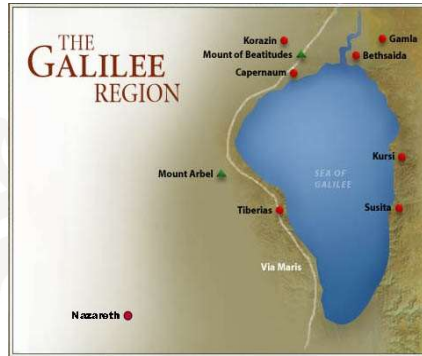 THE
GALILEE
REGION
Korazin
Mount of Beatitudes
Capernaum
Gamla
Bethsaida
Mount Arbel
Kursi
SEA OF
GALILEE
Tiberias
Susita
Via Maris
Nazareth